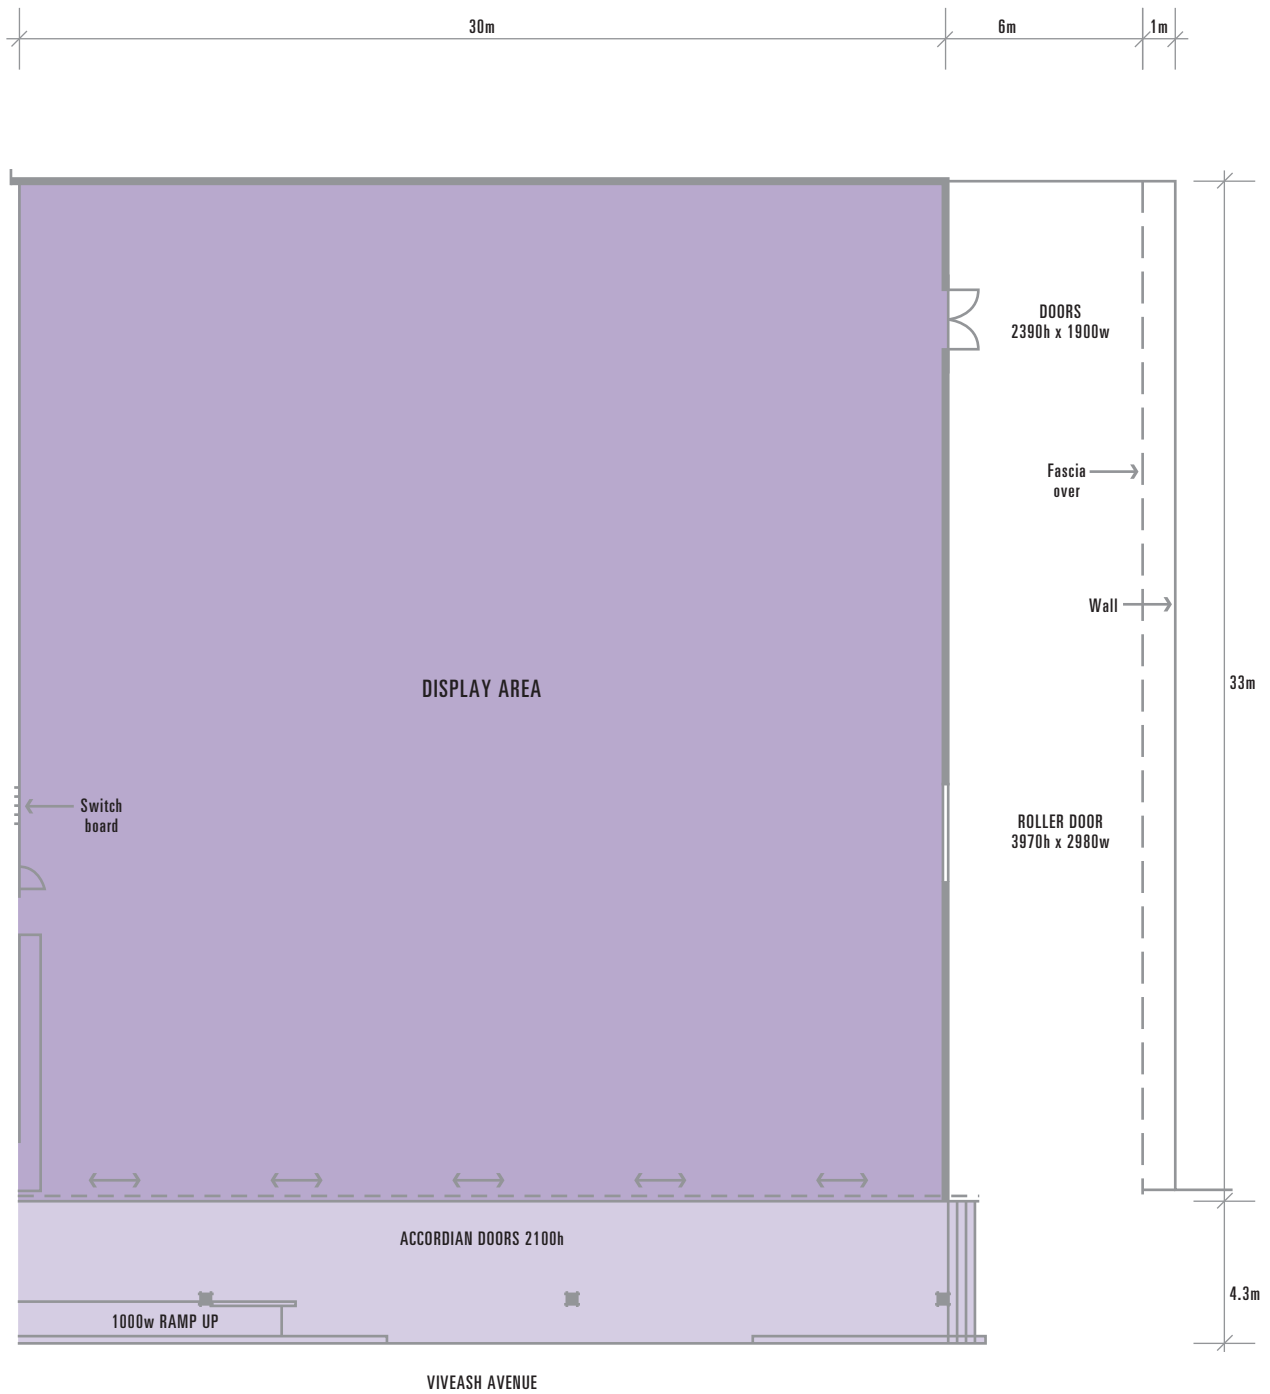 30m
6m
1m
DOORS
2390h x 1900w
Fascia
over
Wall
DISPLAY AREA
33m
Switch
board
ROLLER DOOR
3970h x 2980w
ACCORDIAN DOORS 2100h
4.3m
1000w RAMP UP
VIVEASH AVENUE